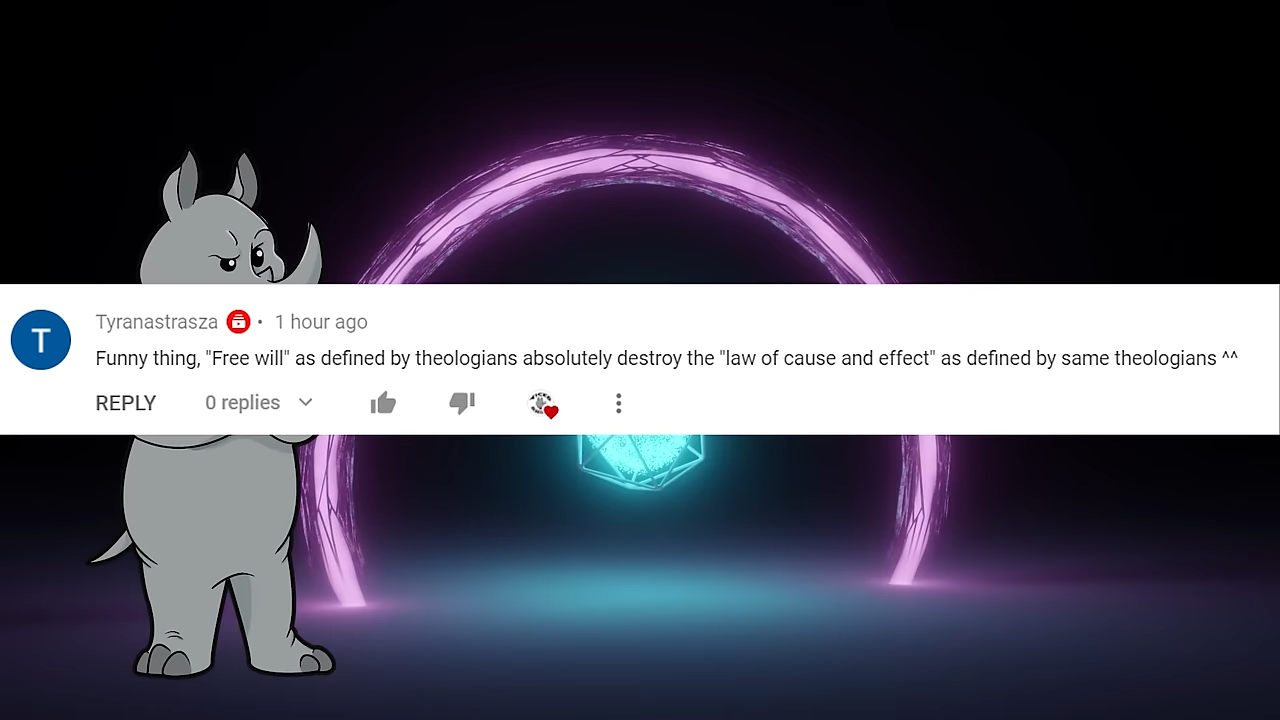 T
Tyranastrasza • 1 hour ago
Funny thing, "Free will" as defined by theologians absolutely destroy the "law of cause and effect" as defined by same theologians ^^
REPLY 0 replies